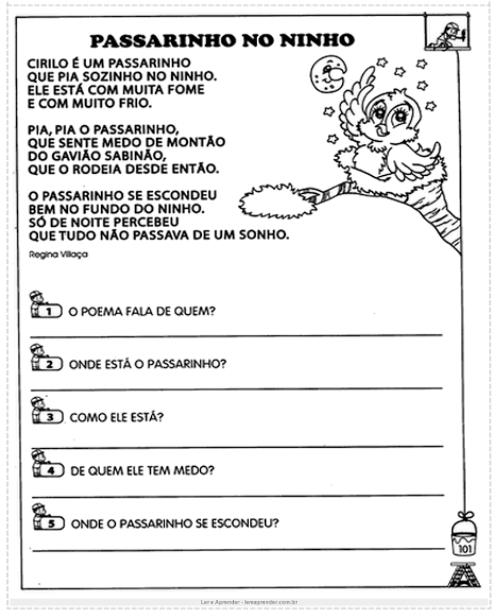 PASSARINHO NO NINHO
CIRILO É UM PASSARINHO
QUE PIA SOZINHO NO NINHO.
ELE ESTÁ COM MUITA FOME
E COM MUITO FRIO.
PIA, PIA O PASSARINHO,
QUE SENTE MEDO DE MONTÃO
DO GAVIÃO SABINÃO,
QUE O RODEIA DESDE ENTÃO.
O PASSARINHO SE ESCONDEU
BEM NO FUNDO DO NINHO.
SÓ DE NOITE PERCEBEU
QUE TUDO NÃO PASSAVA DE UM SONHO.
Regina Villaça
1 O POEMA FALA DE QUEM?
2 ONDE ESTÁ O PASSARINHO?
3 COMO ELE ESTÁ?
4 DE QUEM ELE TEM MEDO?
5 ONDE O PASSARINHO SE ESCONDEU?
101
Ler e Aprender - lereaprender.com.br